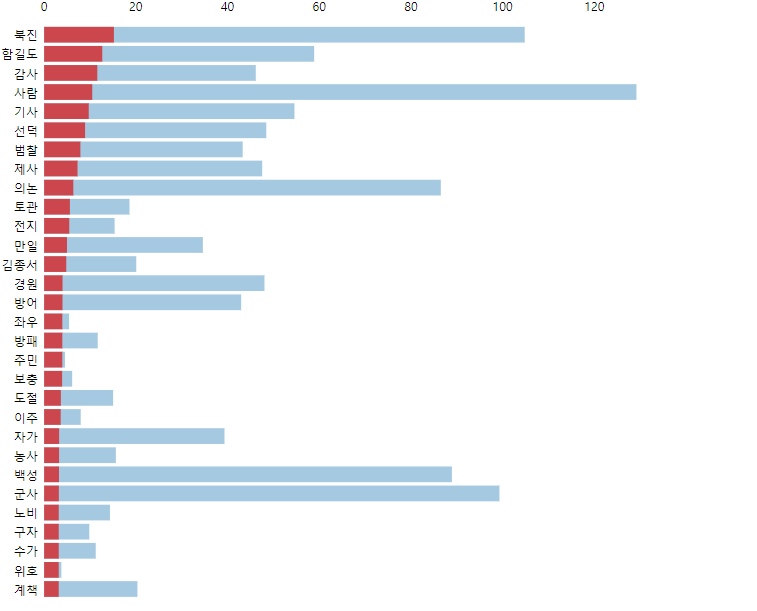 0 20 40 60 80 100 120
북진
함길도
감사
사람
기사
선덕
범찰
제사
의논
토관
전지
만일
김종서
경원
방어
좌우
방패
주민
보충
도절
이주
자가
농사
백성
군사
노비
구자
수가
위호
계책